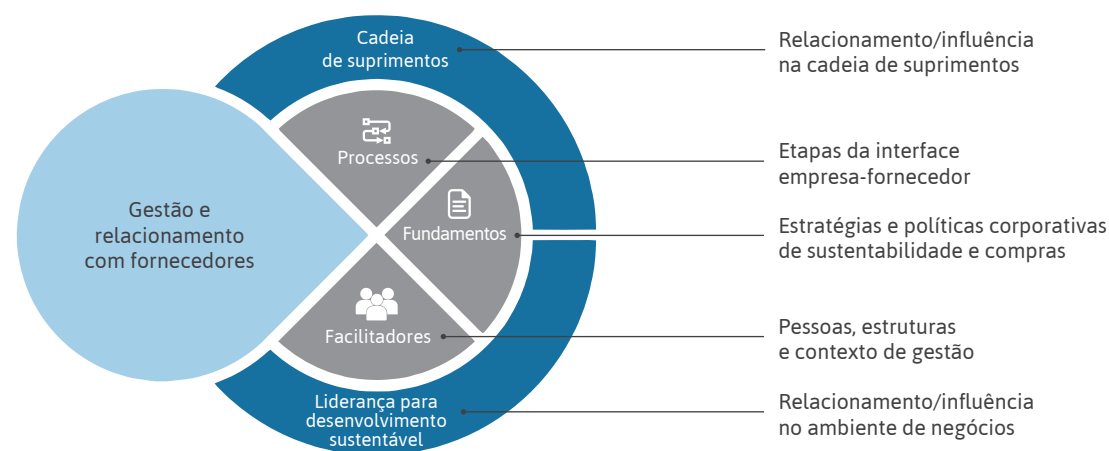 Cadeia
de suprimentos
Relacionamento/influência
na cadeia de suprimentos
Processos
Etapas da interface
empresa-fornecedor
Gestão e
relacionamento
com fornecedores
Fundamentos
Estratégias e políticas corporativas
de sustentabilidade e compras
Facilitadores
Pessoas, estruturas
e contexto de gestão
Liderança para
desenvolvimento
sustentável
Relacionamento/influência
no ambiente de negócios